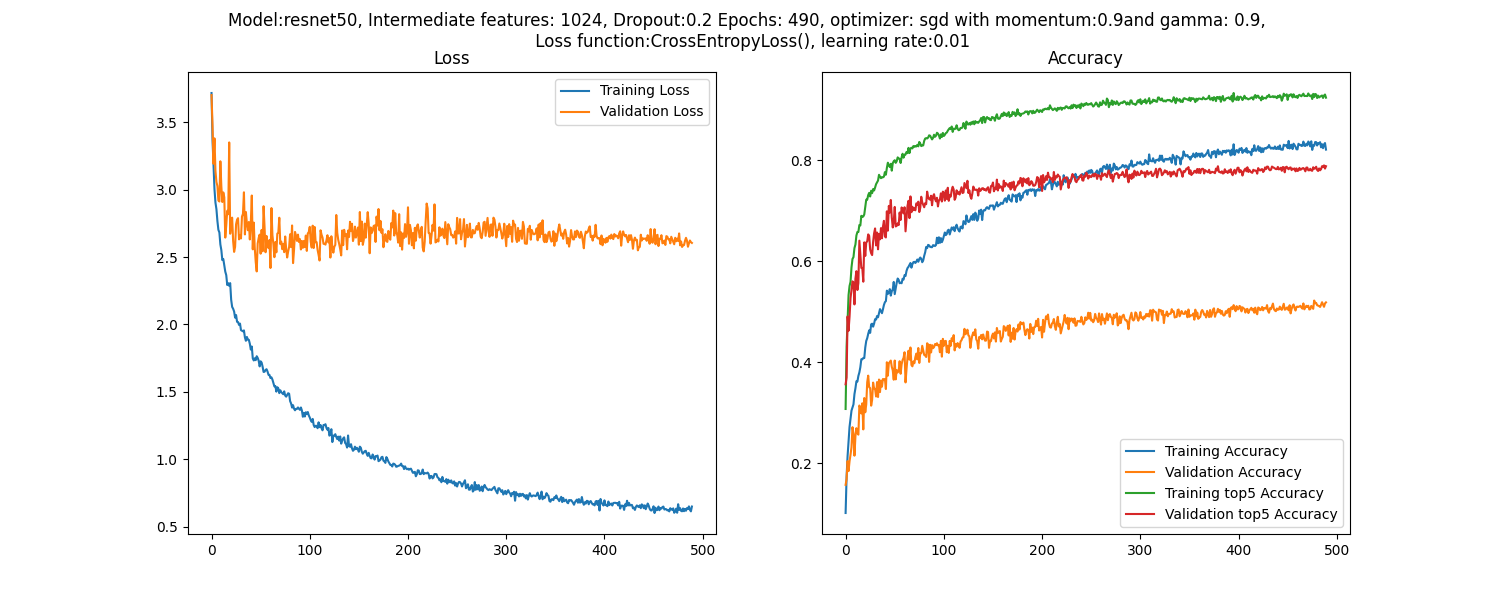 Model:resnet50, Intermediate features: 1024, Dropout:0.2 Epochs: 490, optimizer: sgd with momentum:0.9and gamma: 0.9,
Loss function:CrossEntropyLoss(), learning rate:0.01
Loss
Training Loss
Validation Loss
3.5
3.0
2.5
2.0
1.5
1.0
0.5
0
100
200
300
400
500
Accuracy
0.8
0.6
0.4
0.2
Training Accuracy
Validation Accuracy
Training top5 Accuracy
Validation top5 Accuracy
0
100
200
300
400
500